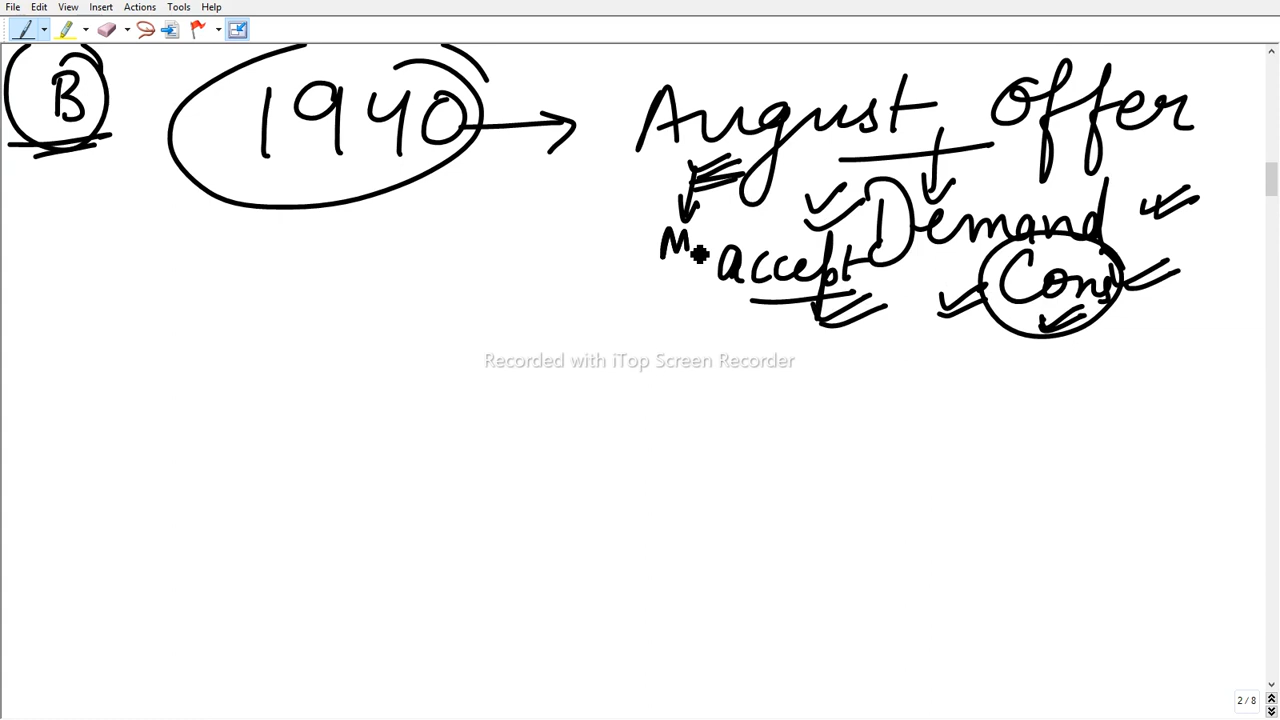 File Edit View Insert Actions Tools Help
B 1940 → August Offer
Demand
M. accept Cons
Recorded with iTop Screen Recorder
2 / 8